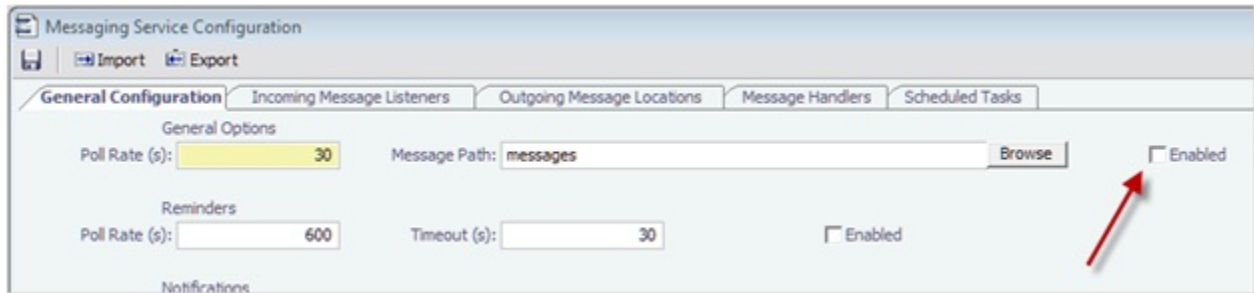 Messaging Service Configuration
Import Export
General Configuration Incoming Message Listeners Outgoing Message Locations Message Handlers Scheduled Tasks
General Options
Poll Rate (s): 30 Message Path: messages Browse Enabled
Reminders
Poll Rate (s): 600 Timeout (s): 30 Enabled
Notifications